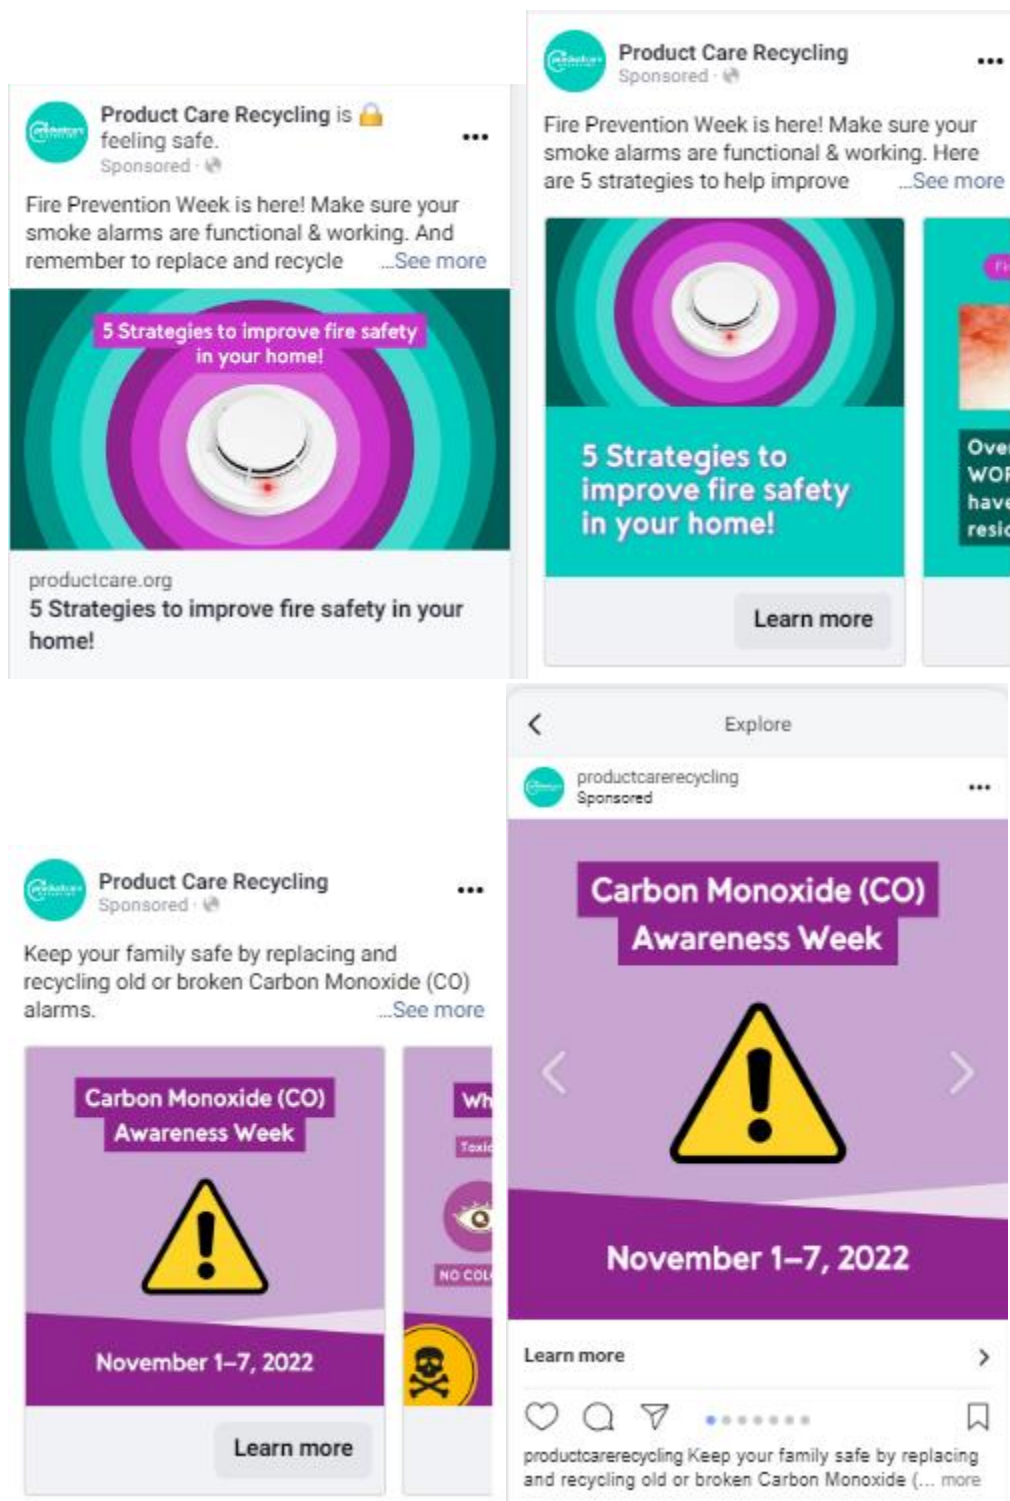 Product Care Recycling is
feeling safe.
Sponsored ·
Fire Prevention Week is here! Make sure your
smoke alarms are functional & working. And
remember to replace and recycle ...See more
5 Strategies to improve fire safety
in your home!
productcare.org
5 Strategies to improve fire safety in your
home!
Product Care Recycling
Sponsored ·
Fire Prevention Week is here! Make sure your
smoke alarms are functional & working. Here
are 5 strategies to help improve ...See more
5 Strategies to
improve fire safety
in your home!
Learn more
Product Care Recycling
Sponsored ·
Keep your family safe by replacing and
recycling old or broken Carbon Monoxide (CO)
alarms. ...See more
Carbon Monoxide (CO)
Awareness Week
November 1–7, 2022
Learn more
Wh
Toxic
NO COL
Explore
productcarerecycling
Sponsored
Carbon Monoxide (CO)
Awareness Week
November 1–7, 2022
Learn more
productcarerecycling Keep your family safe by replacing
and recycling old or broken Carbon Monoxide (... more